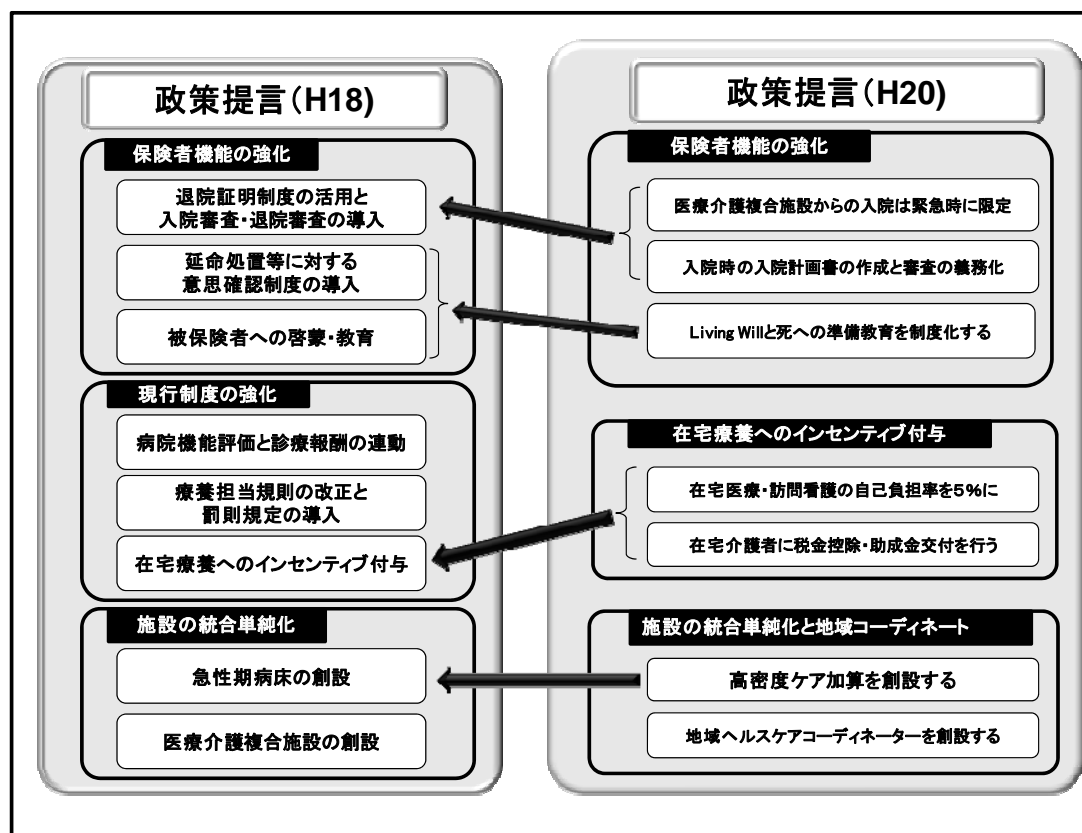 政策提言(H18)
保険者機能の強化
退院証明制度の活用と
入院審査・退院審査の導入
延命処置等に対する
意思確認制度の導入
被保険者への啓蒙・教育
現行制度の強化
病院機能評価と診療報酬の連動
療養担当規則の改正と
罰則規定の導入
在宅療養へのインセンティブ付与
施設の統合単純化
急性期病床の創設
医療介護複合施設の創設
政策提言(H20)
保険者機能の強化
医療介護複合施設からの入院は緊急時に限定
入院時の入院計画書の作成と審査の義務化
Living Willと死への準備教育を制度化する
在宅療養へのインセンティブ付与
在宅医療・訪問看護の自己負担率を5%に
在宅介護者に税金控除・助成金交付を行う
施設の統合単純化と地域コーディネート
高密度ケア加算を創設する
地域ヘルスケアコーディネーターを創設する